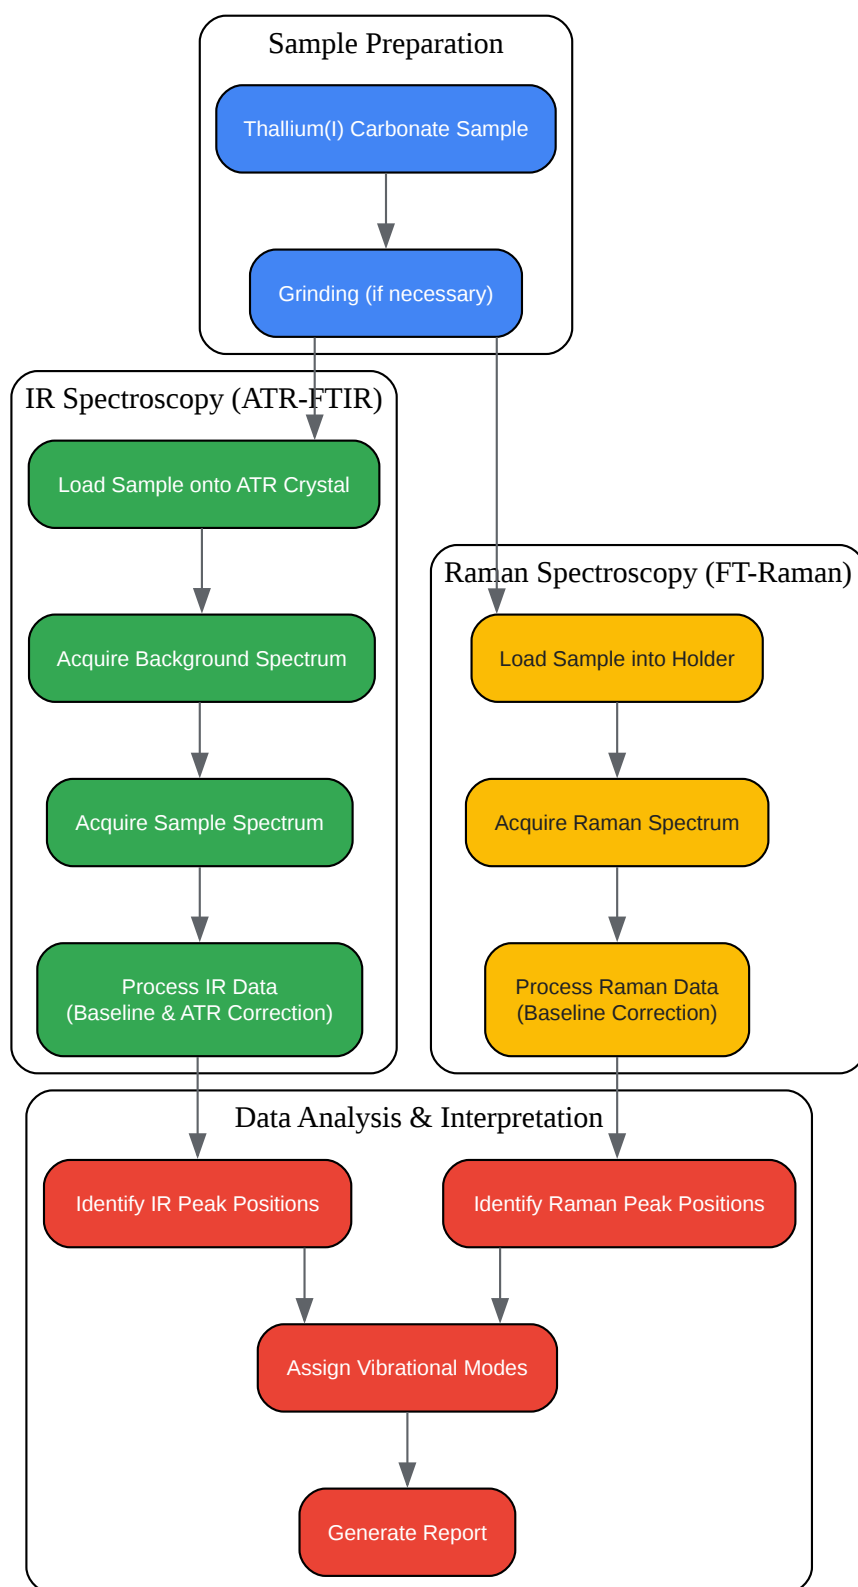 Sample Preparation
Thallium(I) Carbonate Sample
Grinding (if necessary)
IR Spectroscopy (ATR-FTIR)
Load Sample onto ATR Crystal
Acquire Background Spectrum
Acquire Sample Spectrum
Process IR Data
(Baseline & ATR Correction)
Raman Spectroscopy (FT-Raman)
Load Sample into Holder
Acquire Raman Spectrum
Process Raman Data
(Baseline Correction)
Data Analysis & Interpretation
Identify IR Peak Positions
Identify Raman Peak Positions
Assign Vibrational Modes
Generate Report